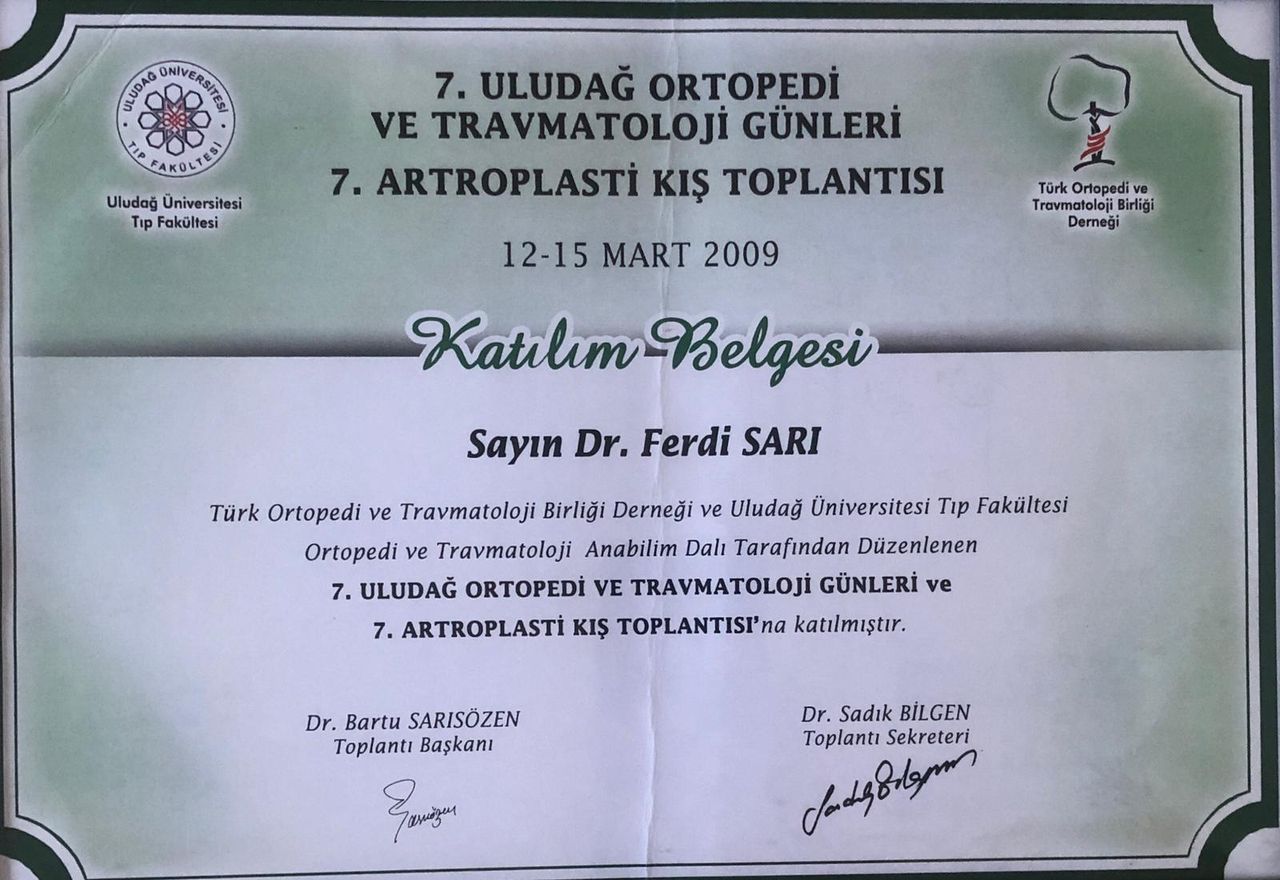 ULUDAĞ ÜNİVERSİTESİ
TIP FAKÜLTESİ
Uludağ Üniversitesi
Tıp Fakültesi
7. ULUDAĞ ORTOPEDİ
VE TRAVMATOLOJİ GÜNLERİ
7. ARTROPLASTİ KIŞ TOPLANTISI
12-15 MART 2009
Türk Ortopedi ve
Travmatoloji Birliği
Derneği
Katılım Belgesi
Sayın Dr. Ferdi SARI
Türk Ortopedi ve Travmatoloji Birliği Derneği ve Uludağ Üniversitesi Tıp Fakültesi
Ortopedi ve Travmatoloji Anabilim Dalı Tarafından Düzenlenen
7. ULUDAĞ ORTOPEDİ VE TRAVMATOLOJİ GÜNLERİ ve
7. ARTROPLASTİ KIŞ TOPLANTISI'na katılmıştır.
Dr. Bartu SARISÖZEN
Toplantı Başkanı
Dr. Sadık BİLGEN
Toplantı Sekreteri